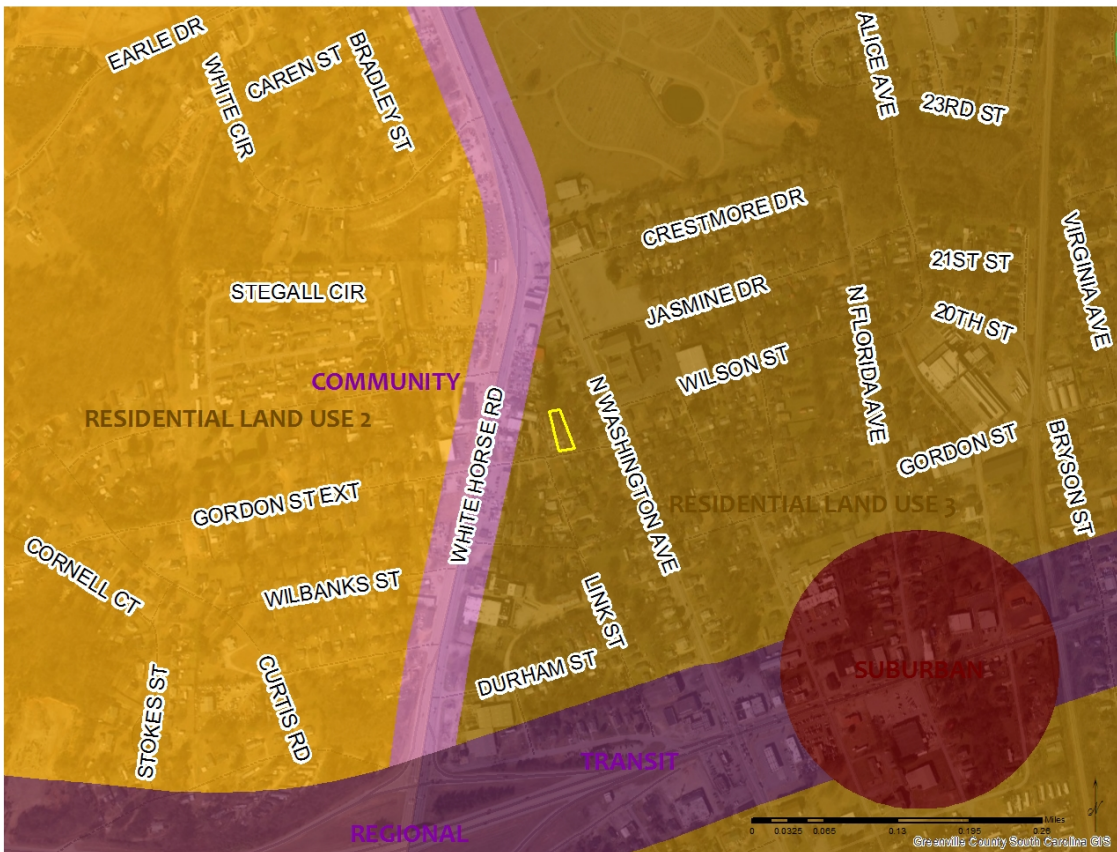 EARLE DR
WHITE CIR
CAREN ST
BRADLEY ST
ALICE AVE
23RD ST
CRESTMORE DR
VIRGINIA AVE
21ST ST
STEGALL CIR
JASMINE DR
N FLORIDA AVE
20TH ST
COMMUNITY
WILSON ST
RESIDENTIAL LAND USE 2
WHITE HORSE RD
N WASHINGTON AVE
GORDON ST
BRYSON ST
GORDON ST EXT
RESIDENTIAL LAND USE 3
CORNELL CT
WILBANKS ST
LINK ST
STOKES ST
CURTIS RD
DURHAM ST
SUBURBAN
TRANSIT
REGIONAL
N
Miles
0 0.0325 0.065 0.13 0.195 0.26
Greenville County South Carolina GIS